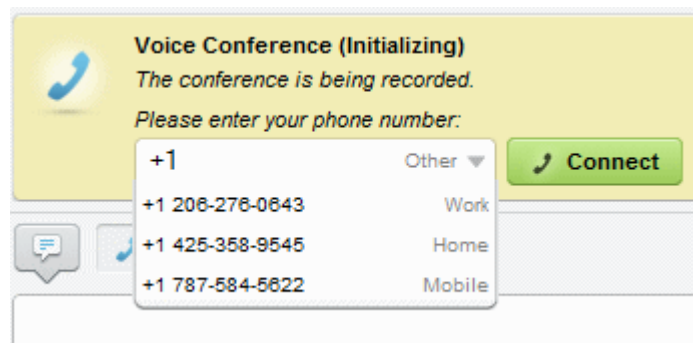 Voice Conference (Initializing)
The conference is being recorded.
Please enter your phone number:
+1 Other Connect
+1 206-276-0643 Work
+1 425-358-9545 Home
+1 787-584-5622 Mobile